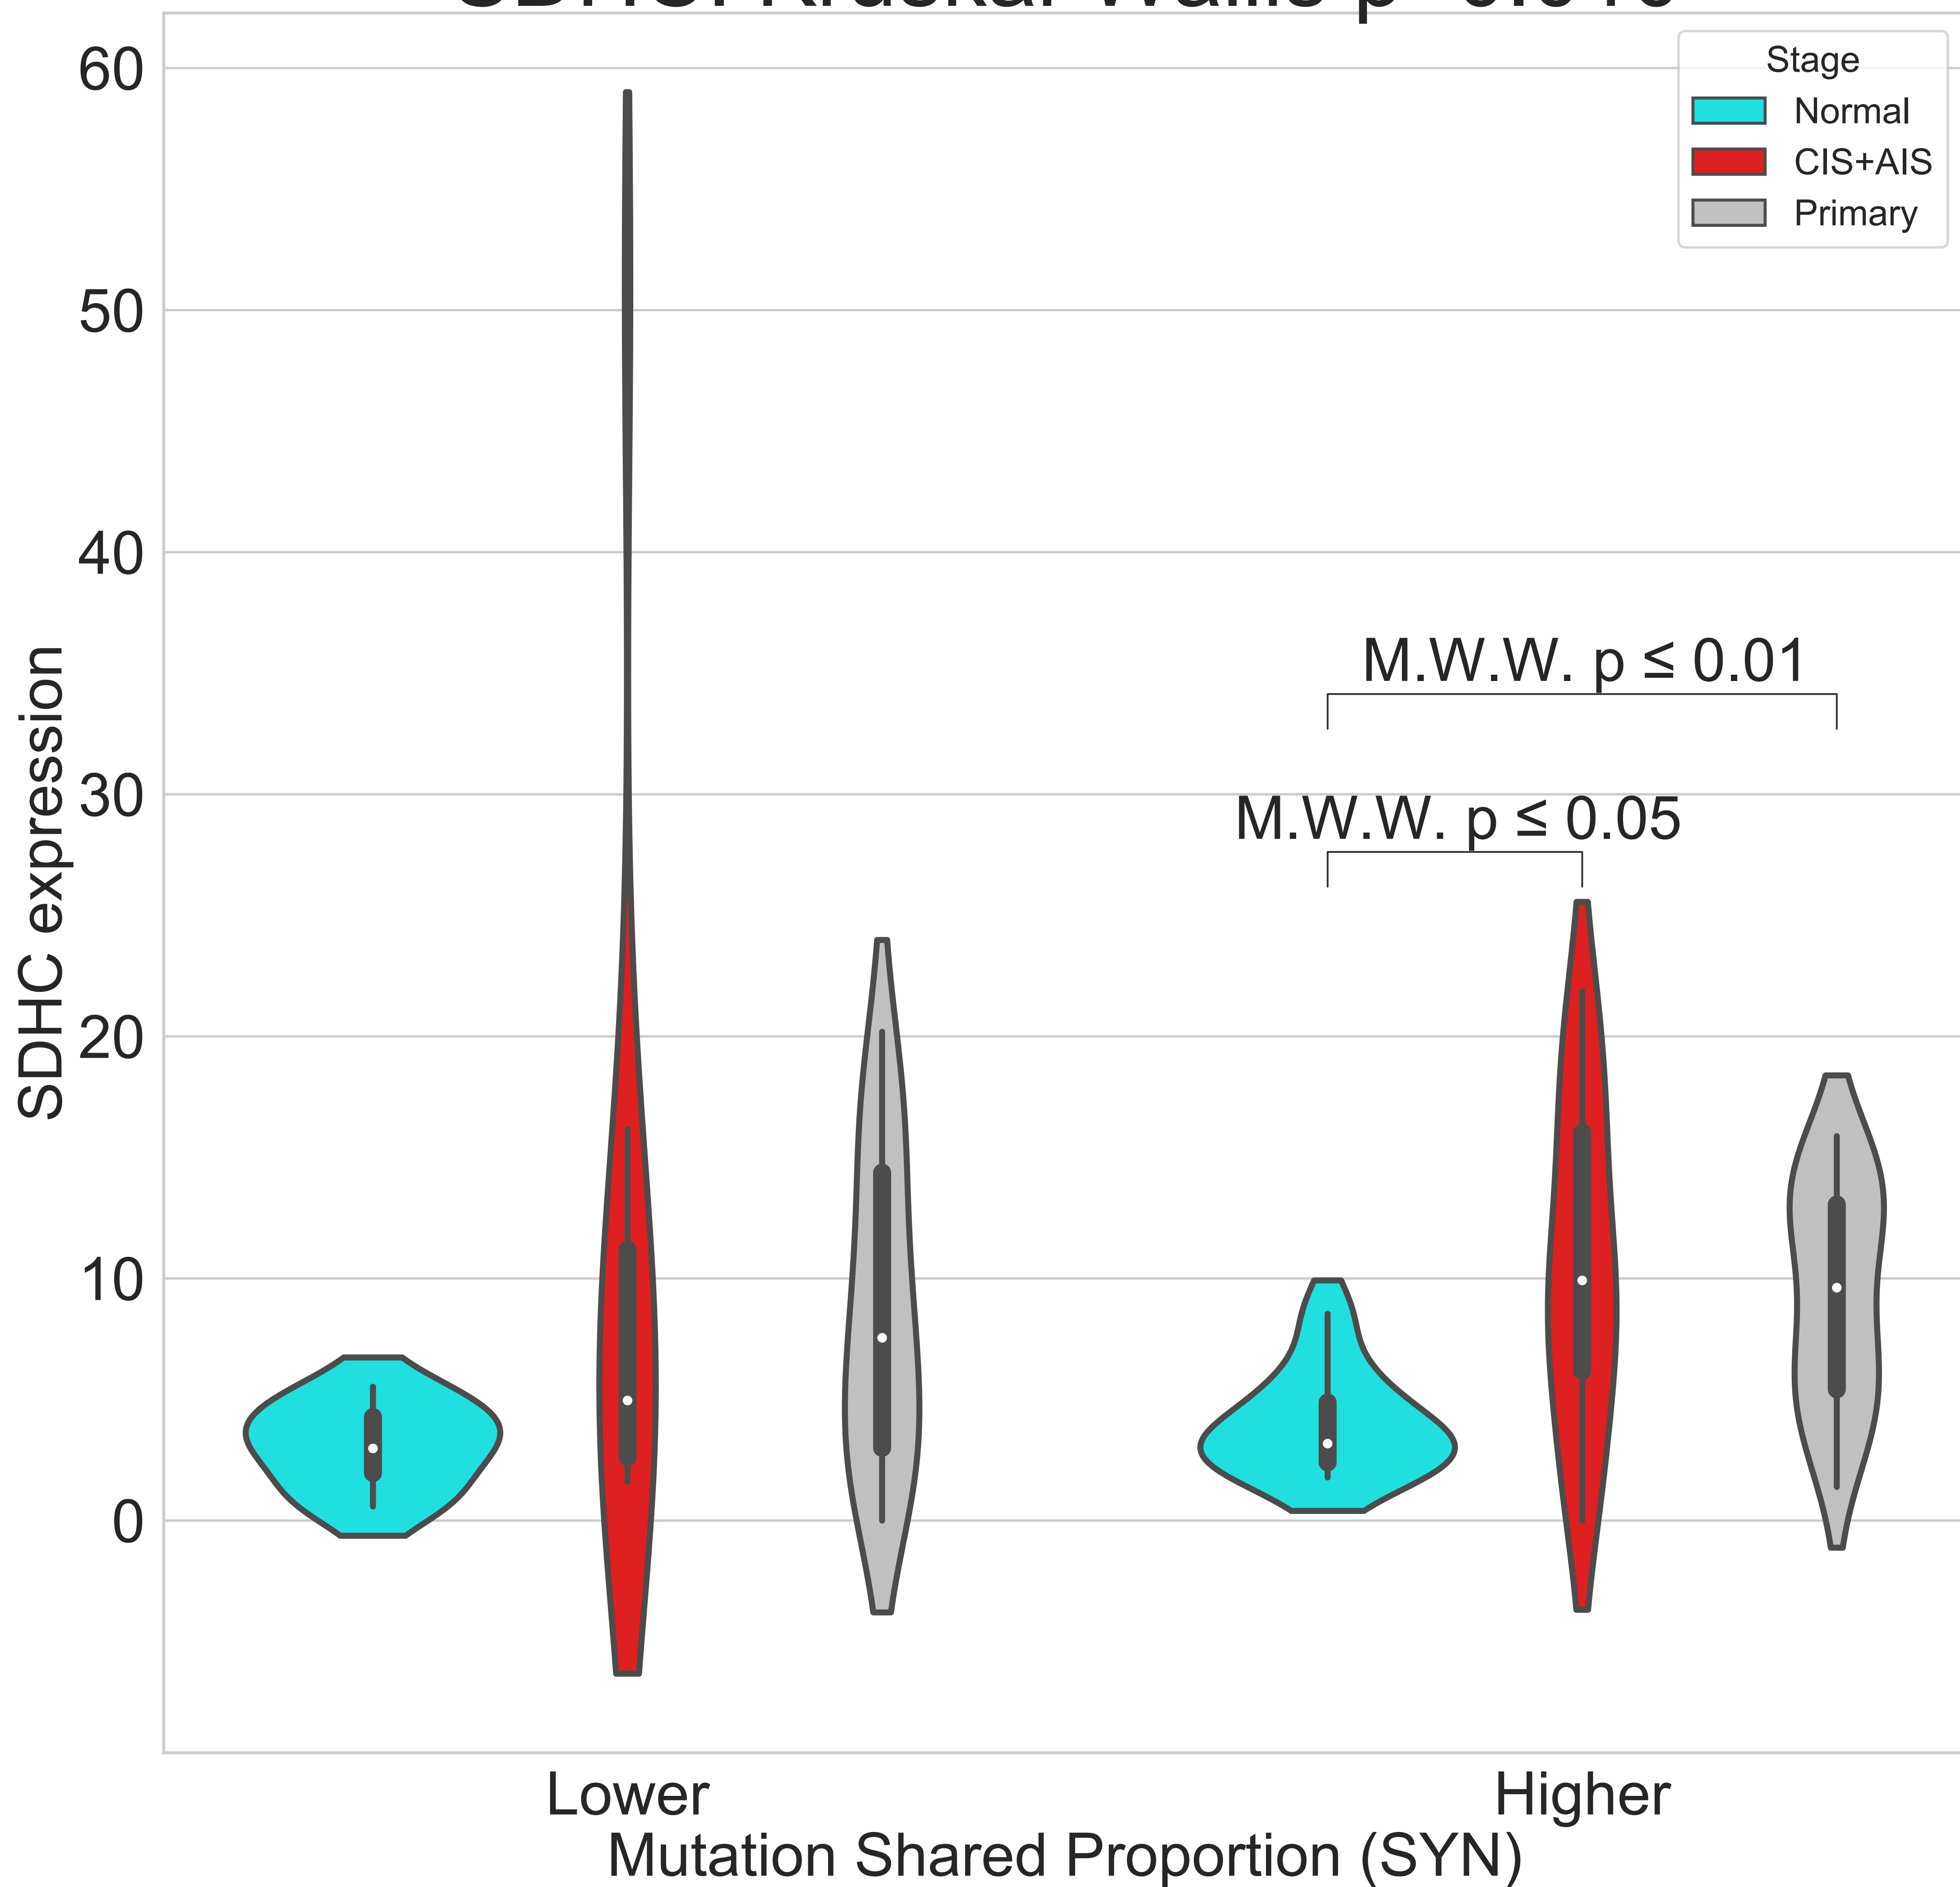 60
50
40
30
20
10
0
SDHC expression
Stage
Normal
CIS+AIS
Primary
M.W.W. p ≤ 0.01
M.W.W. p ≤ 0.05
Lower
Higher
Mutation Shared Proportion (SYN)